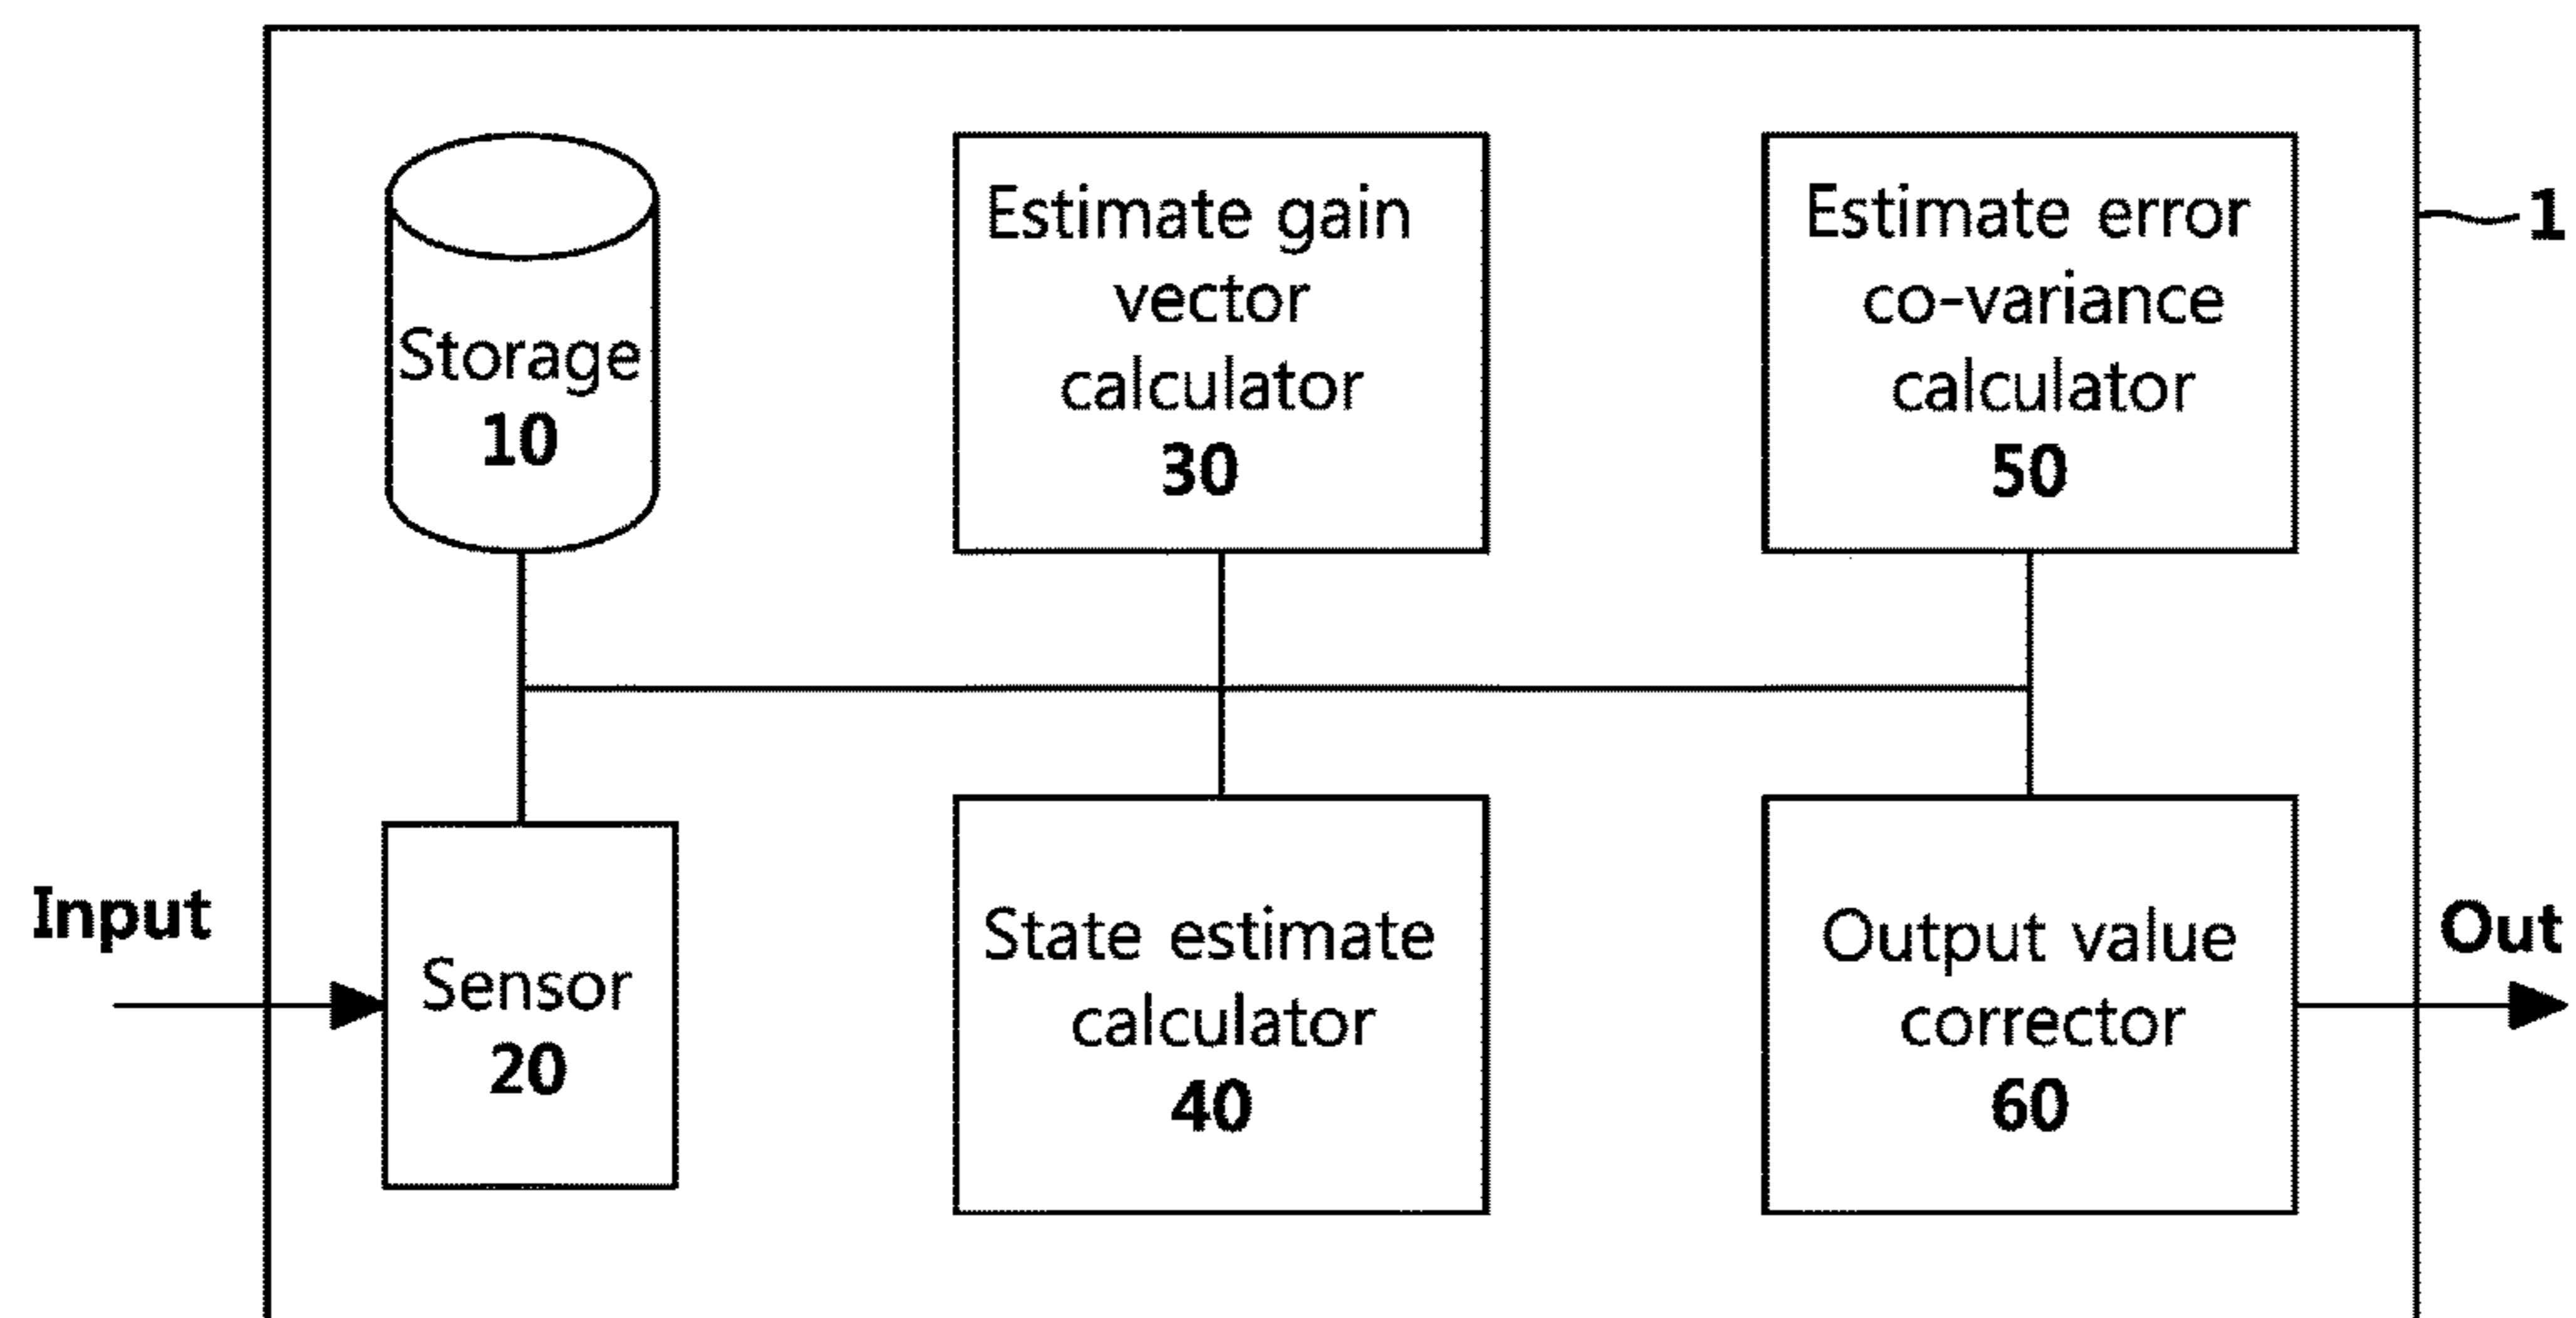 Storage
10
Estimate gain
vector
calculator
30
Estimate error
co-variance
calculator
50
1
Input
Sensor
20
State estimate
calculator
40
Output value
corrector
60
Out